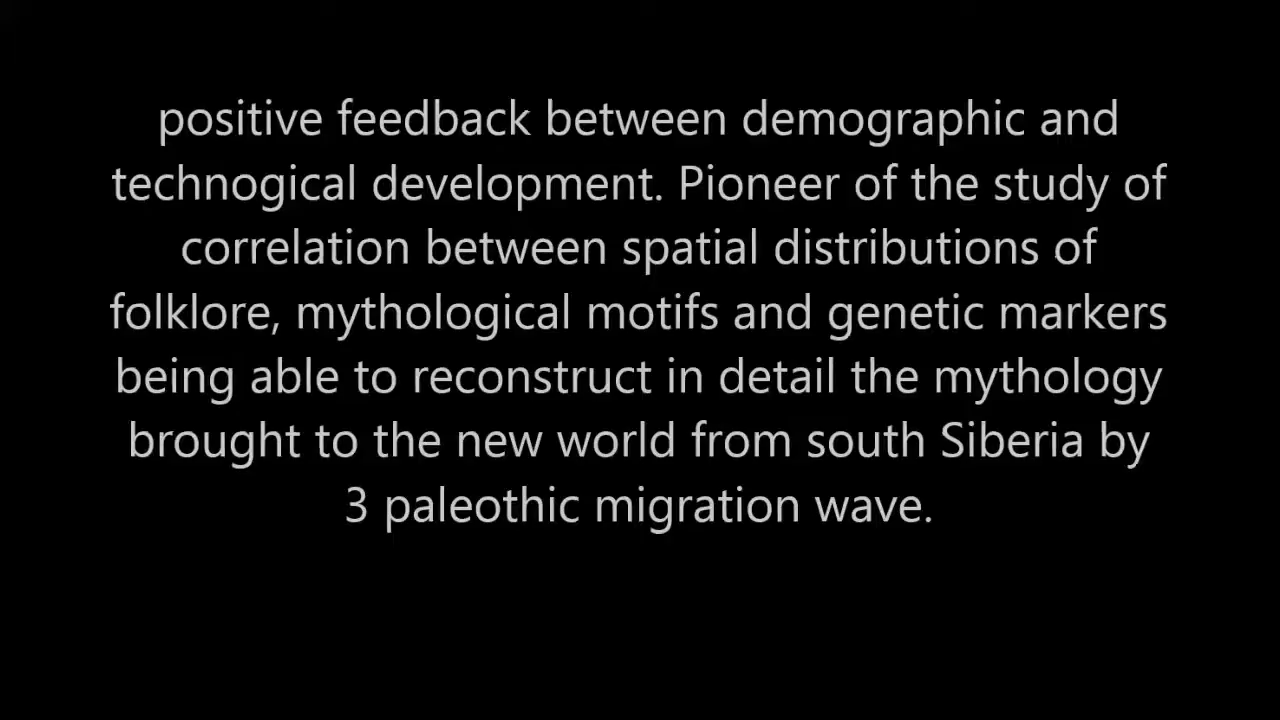 positive feedback between demographic and
technogical development. Pioneer of the study of
correlation between spatial distributions of
folklore, mythological motifs and genetic markers
being able to reconstruct in detail the mythology
brought to the new world from south Siberia by
3 paleothic migration wave.